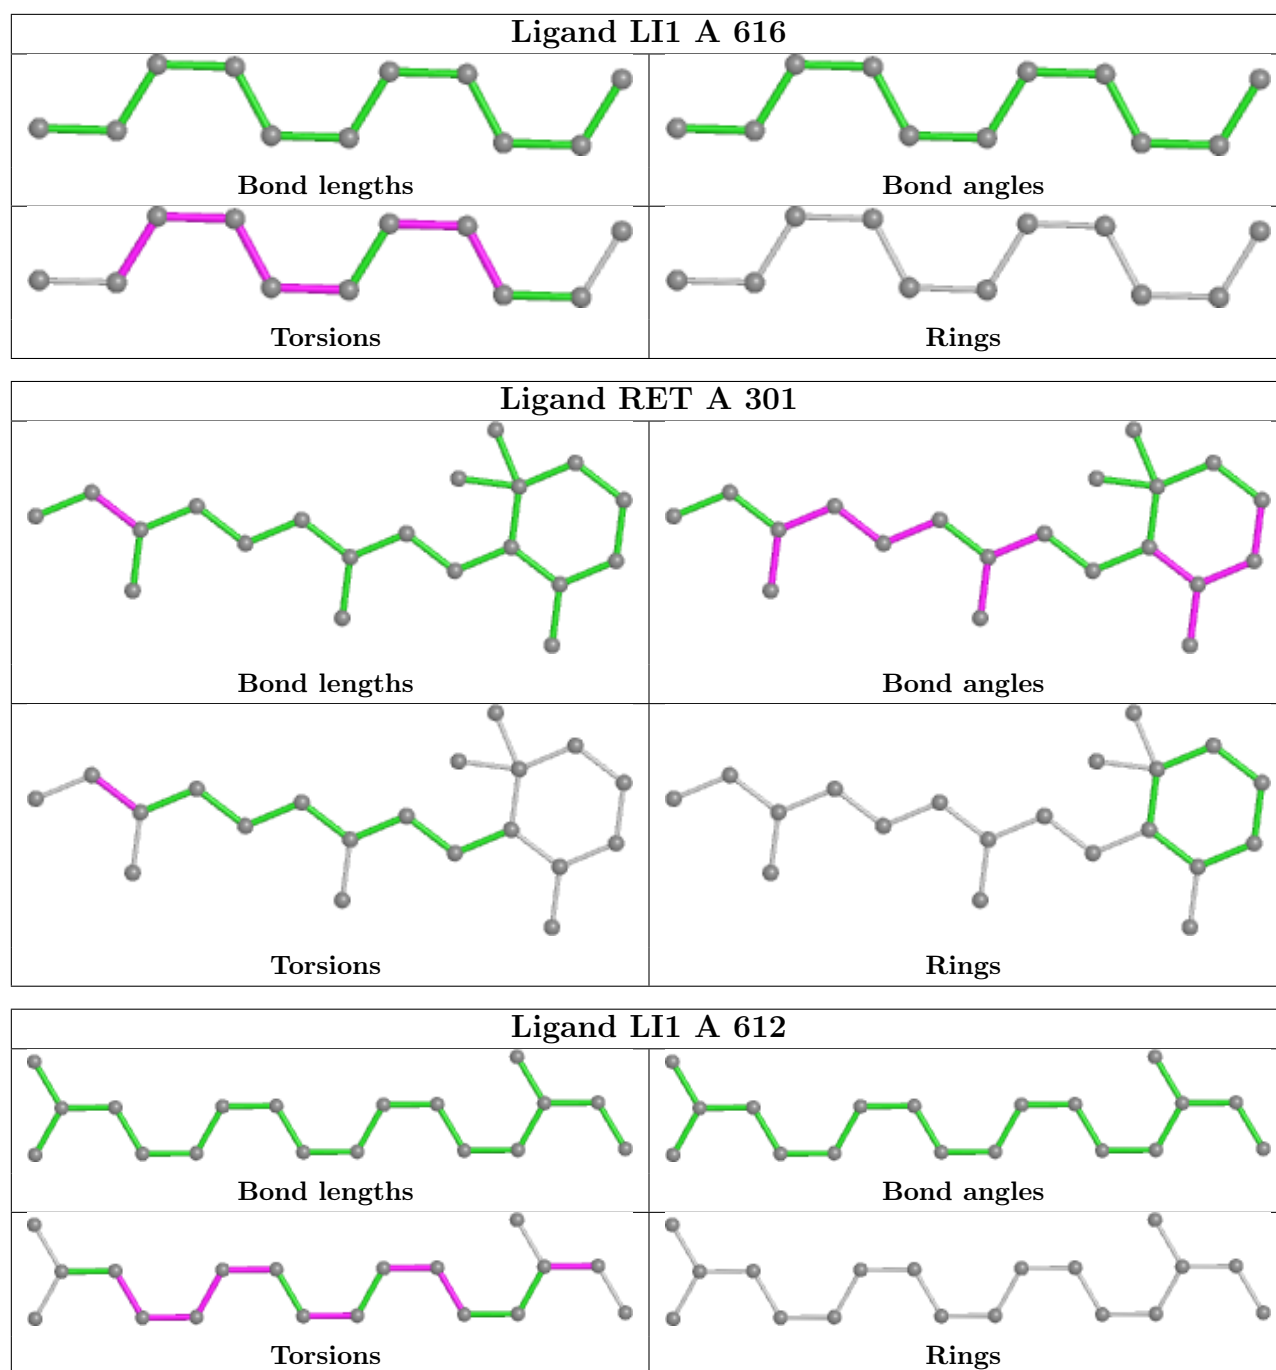 Ligand LI1 A 616
Bond lengths Bond angles
Torsions Rings
Ligand RET A 301
Bond lengths Bond angles
Torsions Rings
Ligand LI1 A 612
Bond lengths Bond angles
Torsions Rings